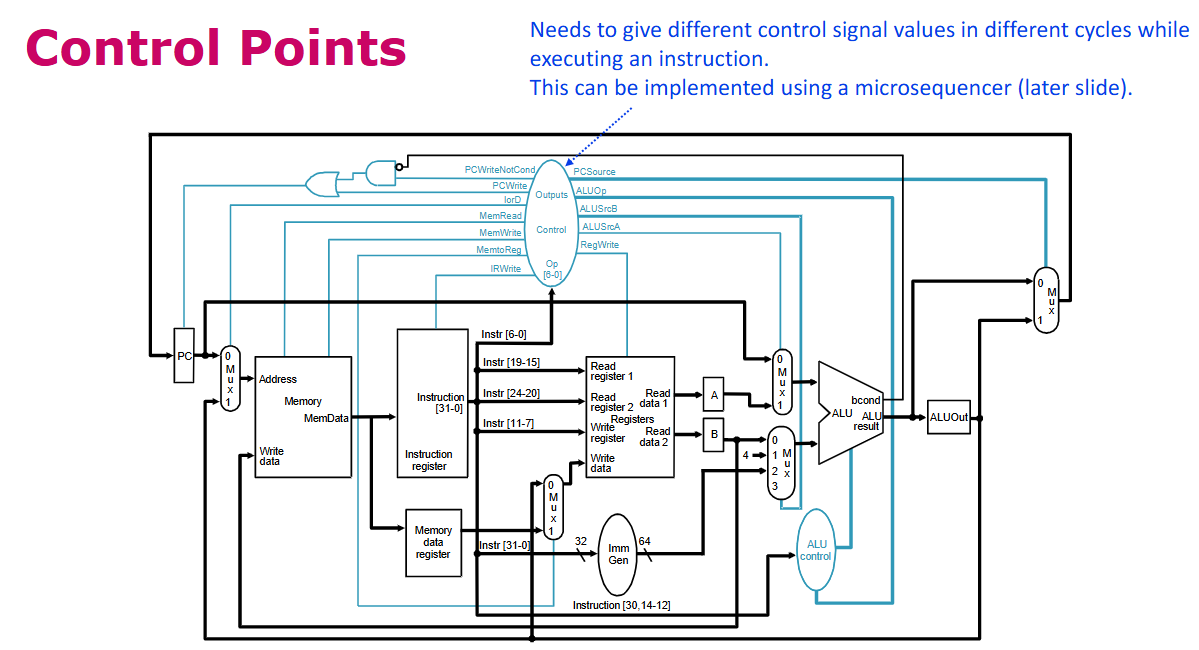 Control Points
Needs to give different control signal values in different cycles while
executing an instruction.
This can be implemented using a microsequencer (later slide).
PCWriteNotCond
PCWrite
IorD
MemRead
MemWrite
MemtoReg
IRWrite
Outputs
Control
Op
[6-0]
PCSource
ALUOp
ALUSrcB
ALUSrcA
RegWrite
PC
0
M
u
x
1
Address
Memory
MemData
Write
data
Instruction
[31-0]
Instruction
register
Memory
data
register
Instr [6-0]
Instr [19-15]
Instr [24-20]
Instr [11-7]
Instr [31-0]
0
M
u
x
1
Read
register 1
Read
register 2
Registers
Write
register
Write
data
Read
data 1
Read
data 2
32
Imm
Gen
64
Instruction [30,14-12]
A
B
4
0
M
u
x
1
0
1
2
3
M
u
x
bcond
ALU
ALU
result
ALU
control
ALUOut
0
M
u
x
1